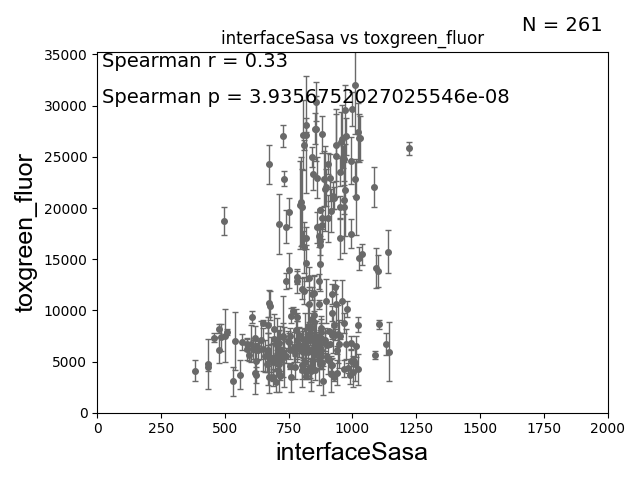 N = 261
interfaceSasa vs toxgreen_fluor
Spearman r = 0.33
Spearman p = 3.9356752027025546e-08
35000
30000
25000
20000
15000
10000
5000
0
toxgreen_fluor
0 250 500 750 1000 1250 1500 1750 2000
interfaceSasa